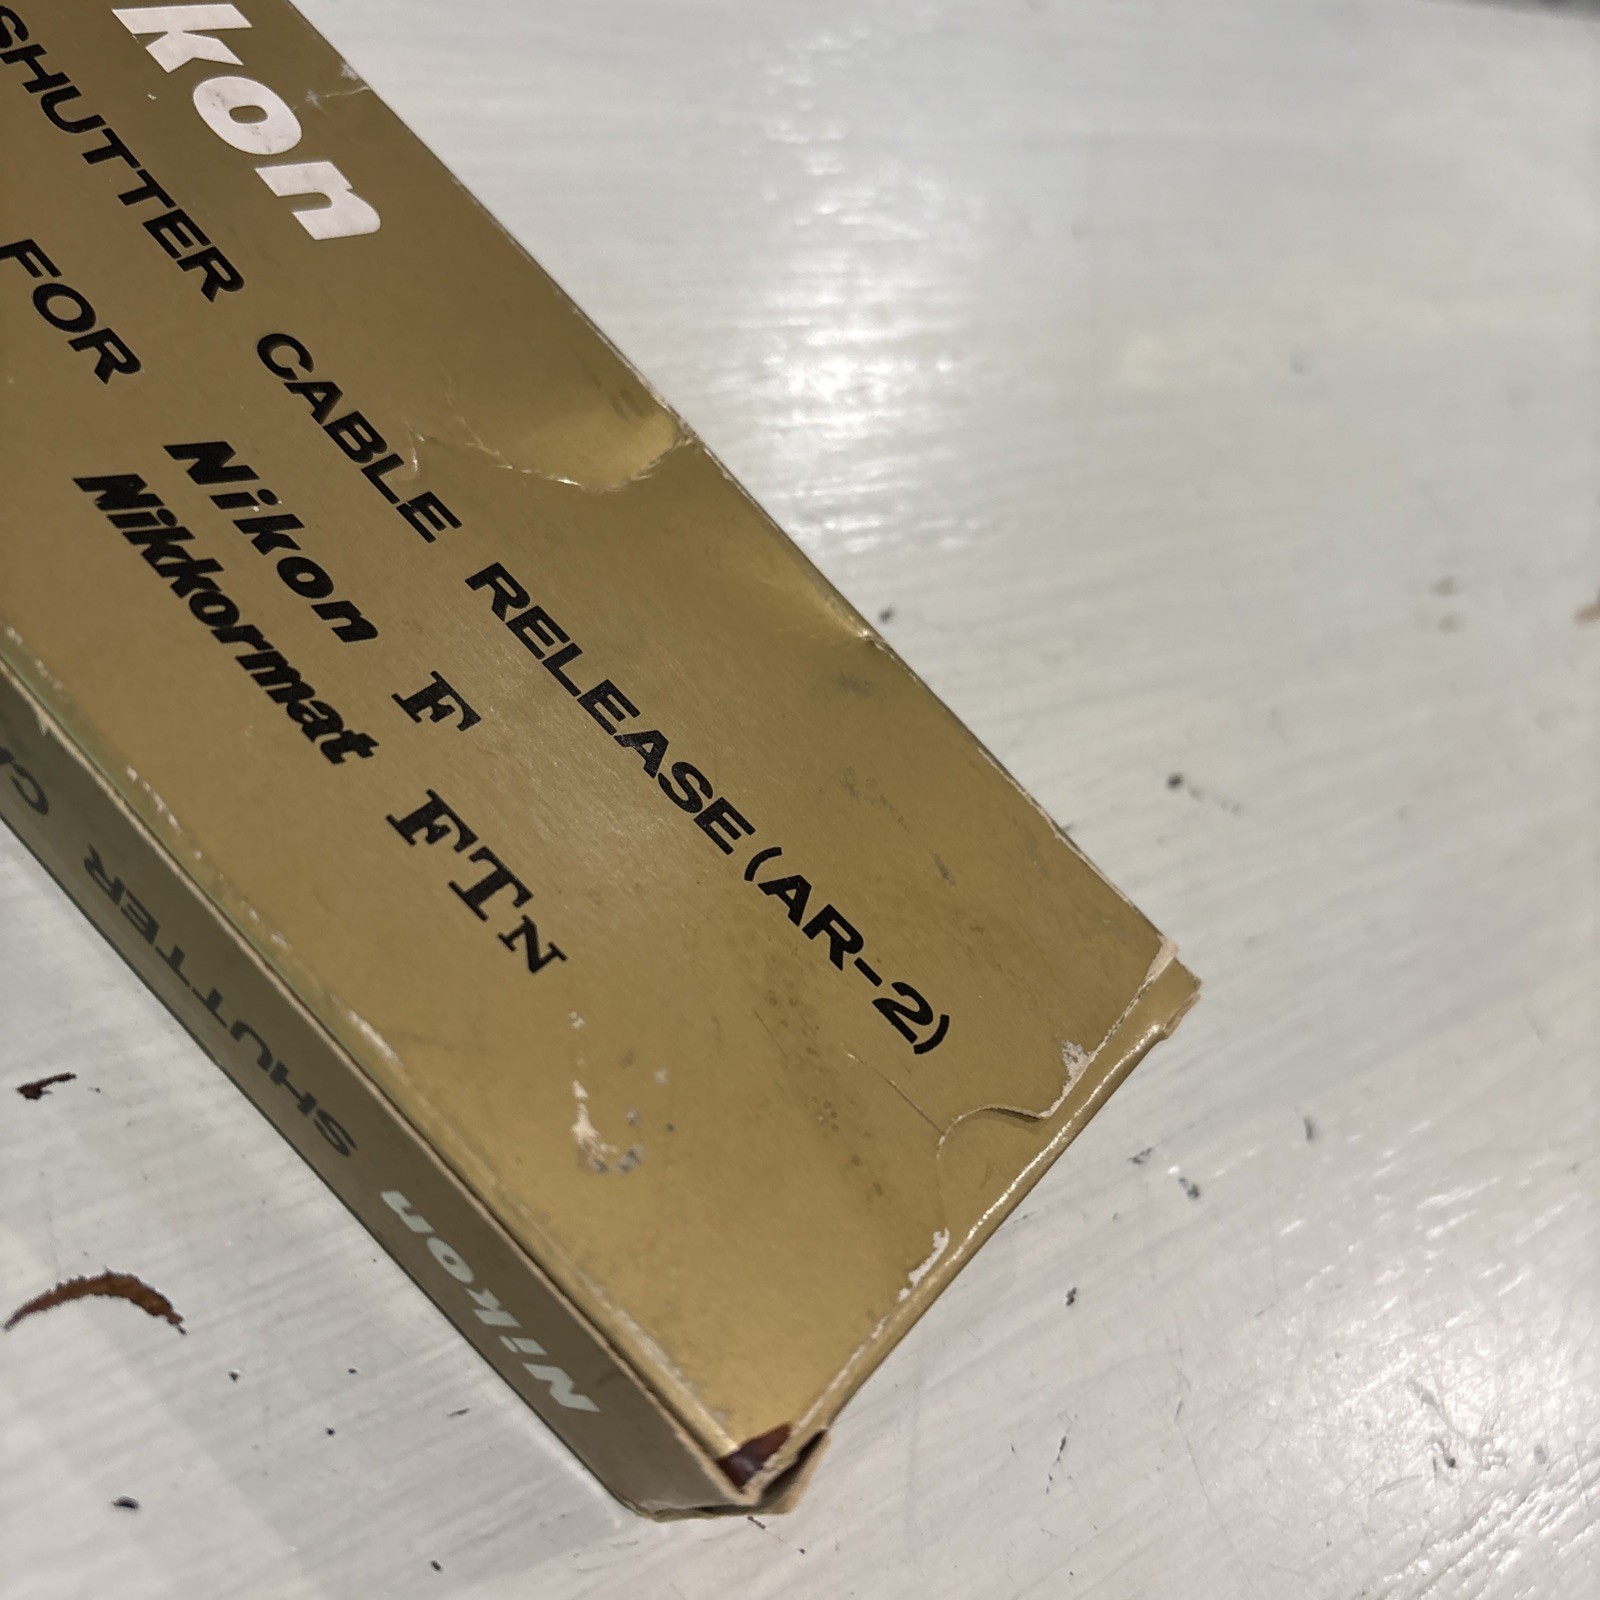 kon
SHUTTER CABLE RELEASE (AR-2)
FOR Nikon F
Nikkormat FTN
Nikon SHUTTER